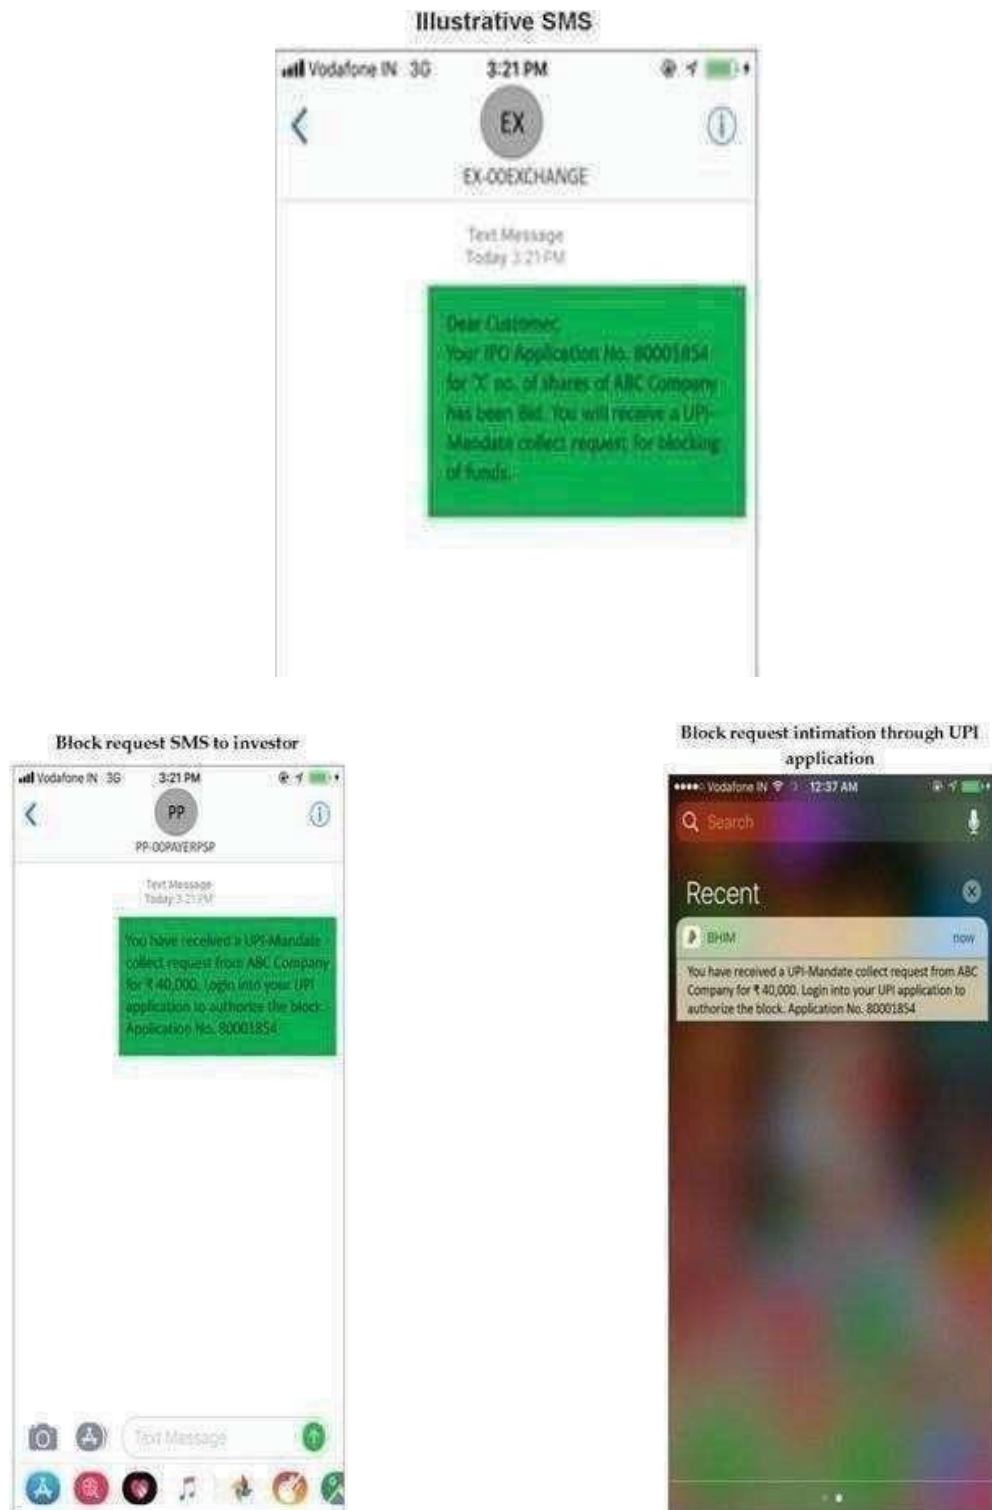 Illustrative SMS
Vodafone IN 3G 3:21 PM
EX
EX-OOEXCHANGE
Text Message
Today 3:21 PM
Dear Customer,
Your IPO Application No. 80001854
for 'X' no. of shares of ABC Company
has been Bid. You will receive a UPI-
Mandate collect request for blocking
of funds.
Block request SMS to investor
Vodafone IN 3G 3:21 PM
PP
PP-OOPAYERPSP
Text Message
Today 3:21 PM
You have received a UPI-Mandate
collect request from ABC Company
for ₹ 40,000. Login into your UPI
application to authorize the block.
Application No. 80001854
Text Message
Block request intimation through UPI
application
Vodafone IN 12:37 AM
Search
Recent
BHIM now
You have received a UPI-Mandate collect request from ABC
Company for ₹ 40,000. Login into your UPI application to
authorize the block. Application No. 80001854